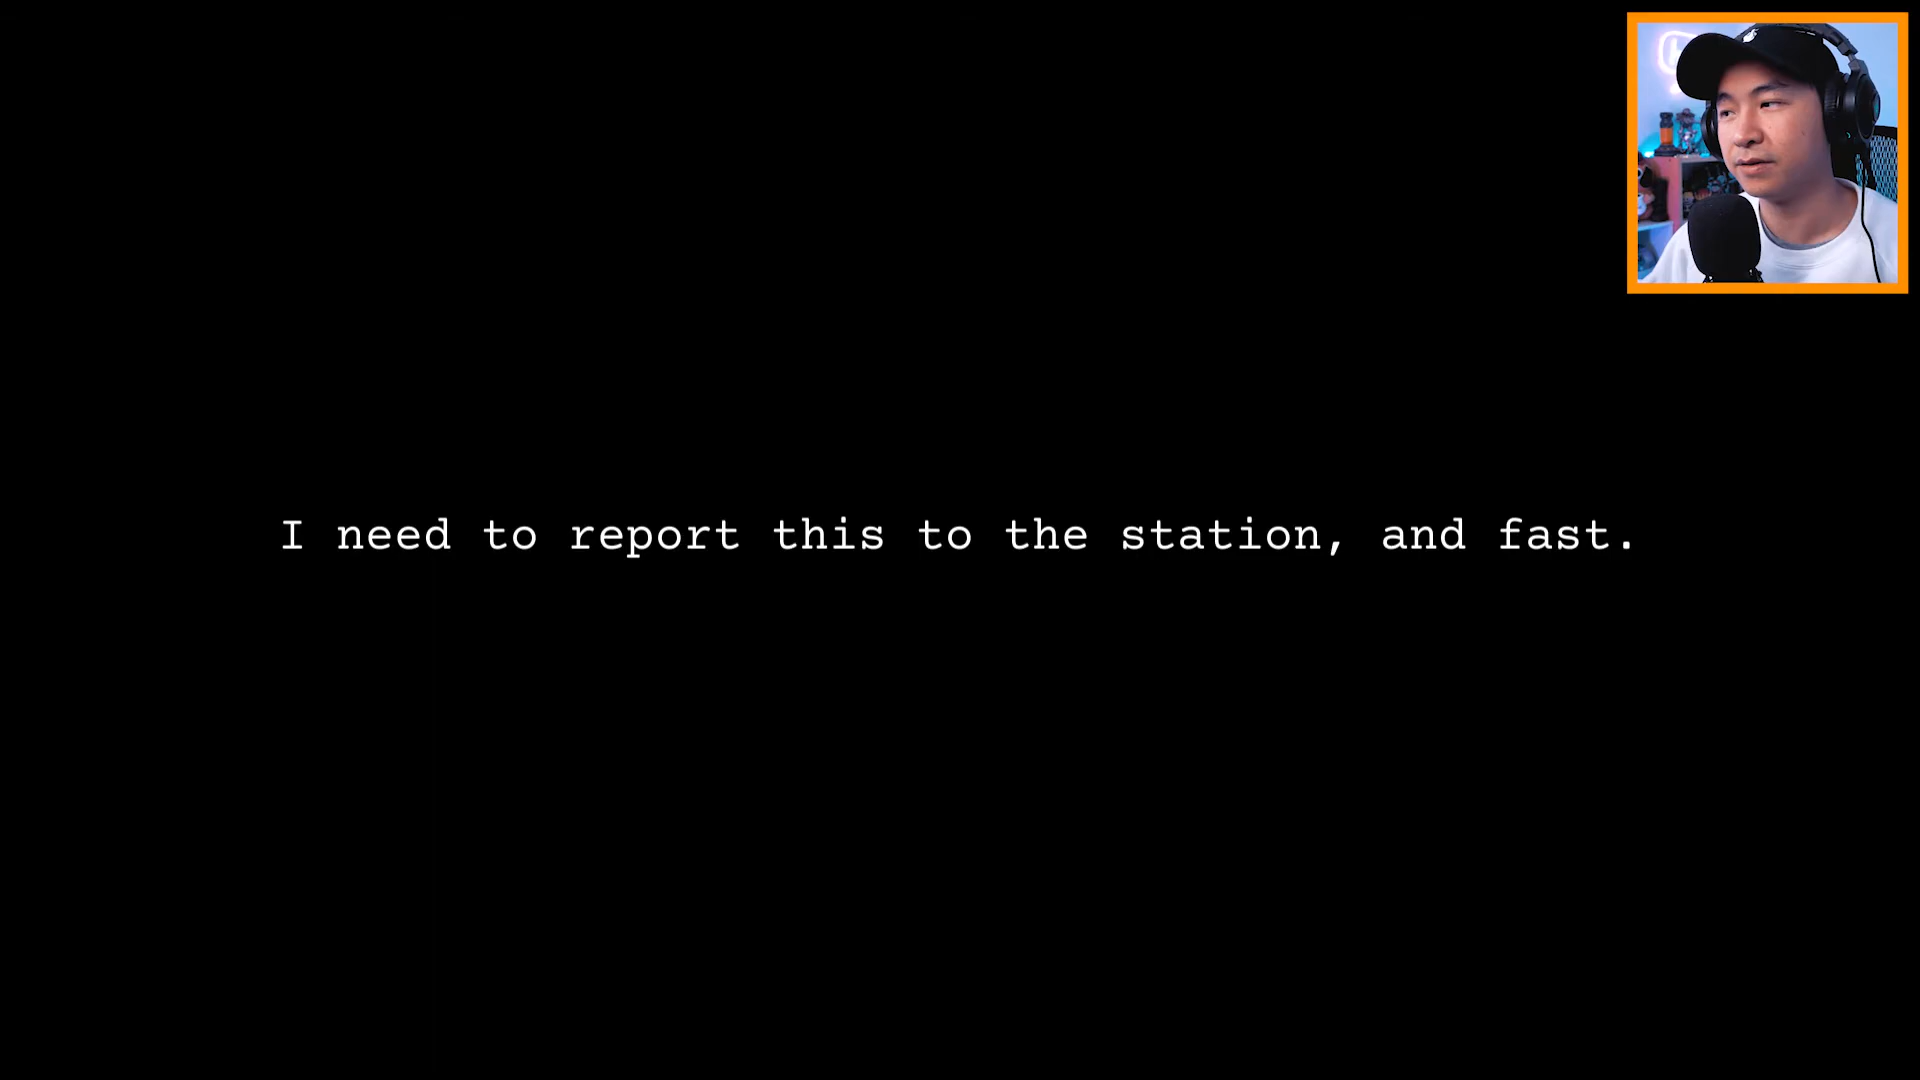 I need to report this to the station, and fast.